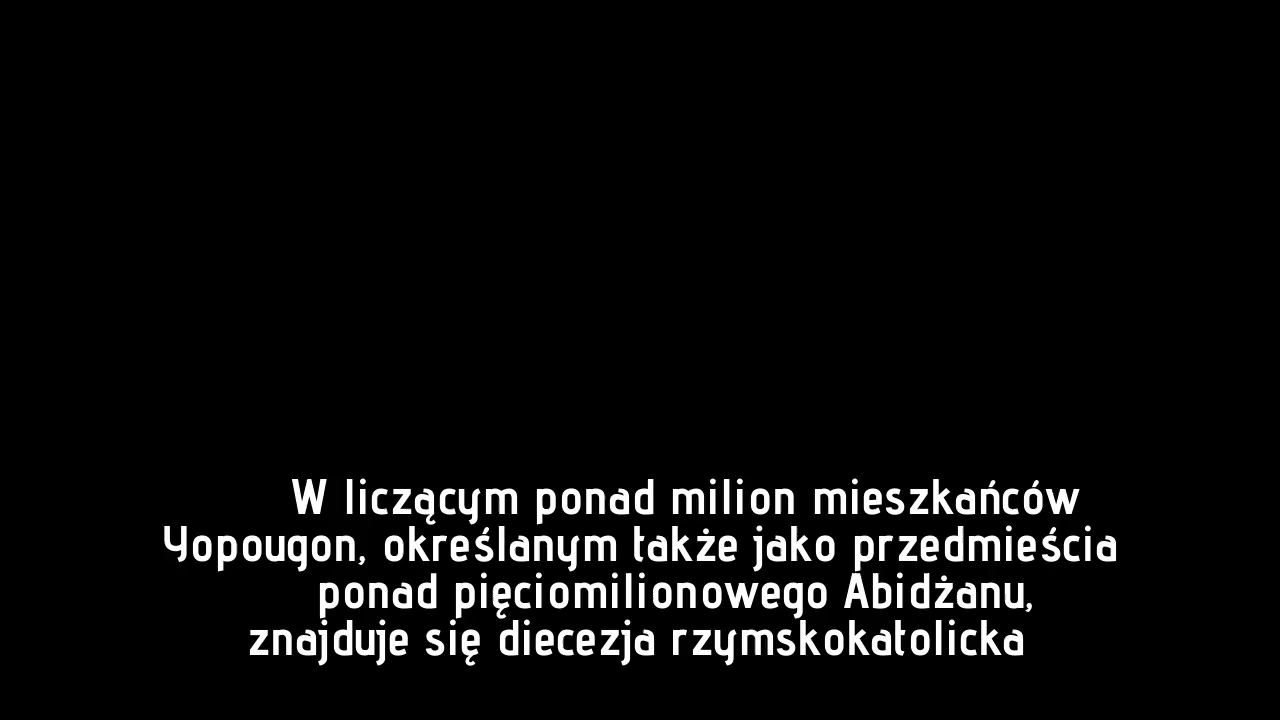 W liczącym ponad milion mieszkańców
Yopougon, określanym także jako przedmieścia
ponad pięciomilionowego Abidżanu,
znajduje się diecezja rzymskokatolicka